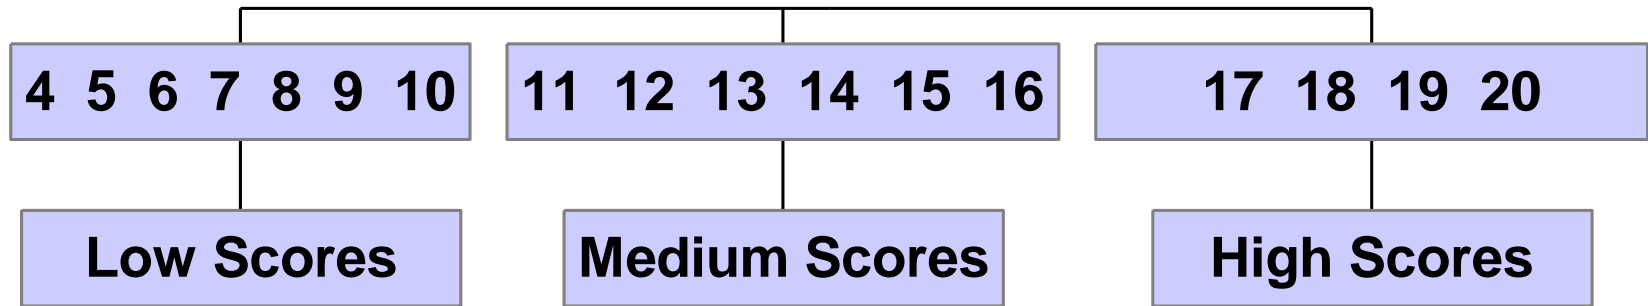 4 5 6 7 8 9 10
11 12 13 14 15 16
17 18 19 20
Low Scores
Medium Scores
High Scores